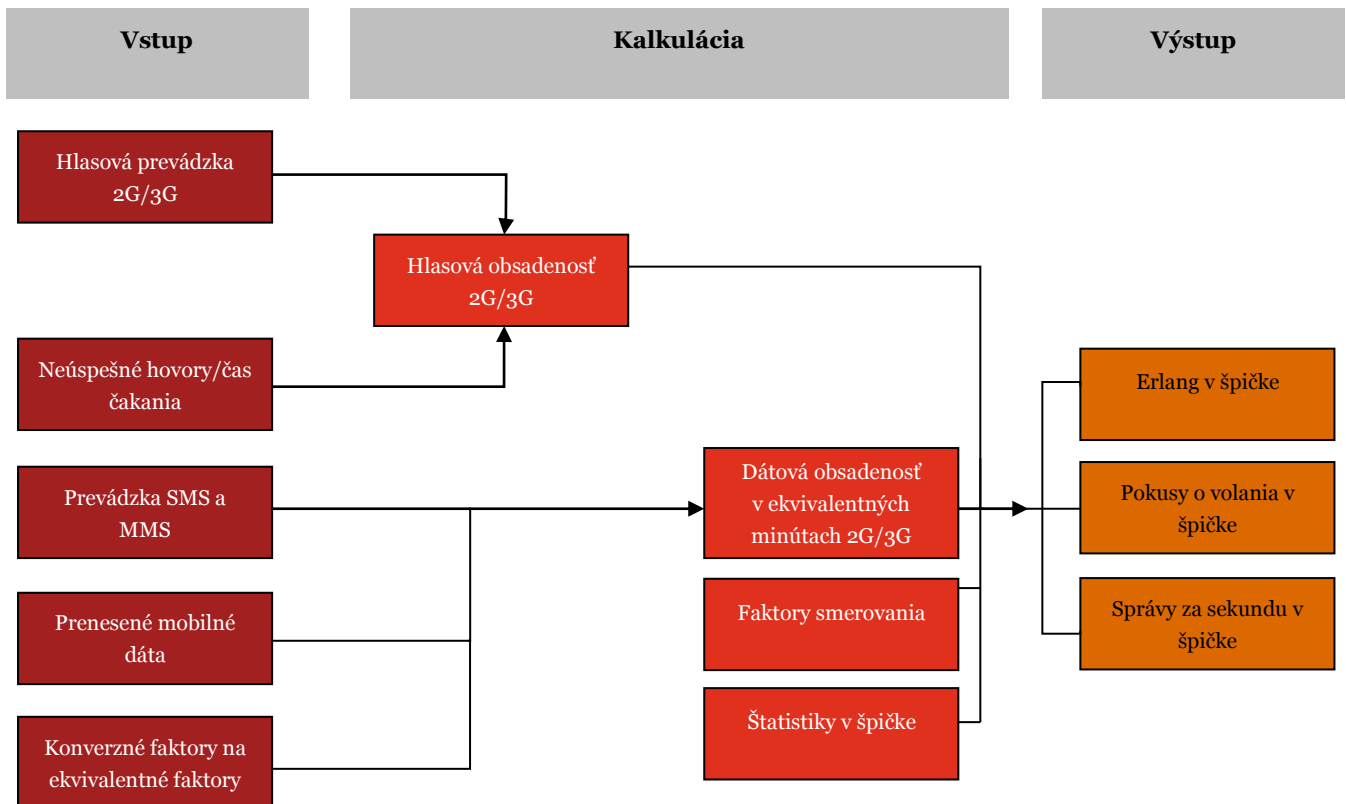 Vstup
Kalkulácia
Výstup
Hlasová prevádzka
2G/3G
Hlasová obsadenosť
2G/3G
Neúspešné hovory/čas
čakania
Erlang v špičke
Prevádzka SMS a
MMS
Dátová obsadenosť
v ekvivalentných
minútach 2G/3G
Pokusy o volania v
špičke
Prenesené mobilné
dáta
Faktory smerovania
Správy za sekundu v
špičke
Konverzné faktory na
ekvivalentné faktory
Štatistiky v špičke